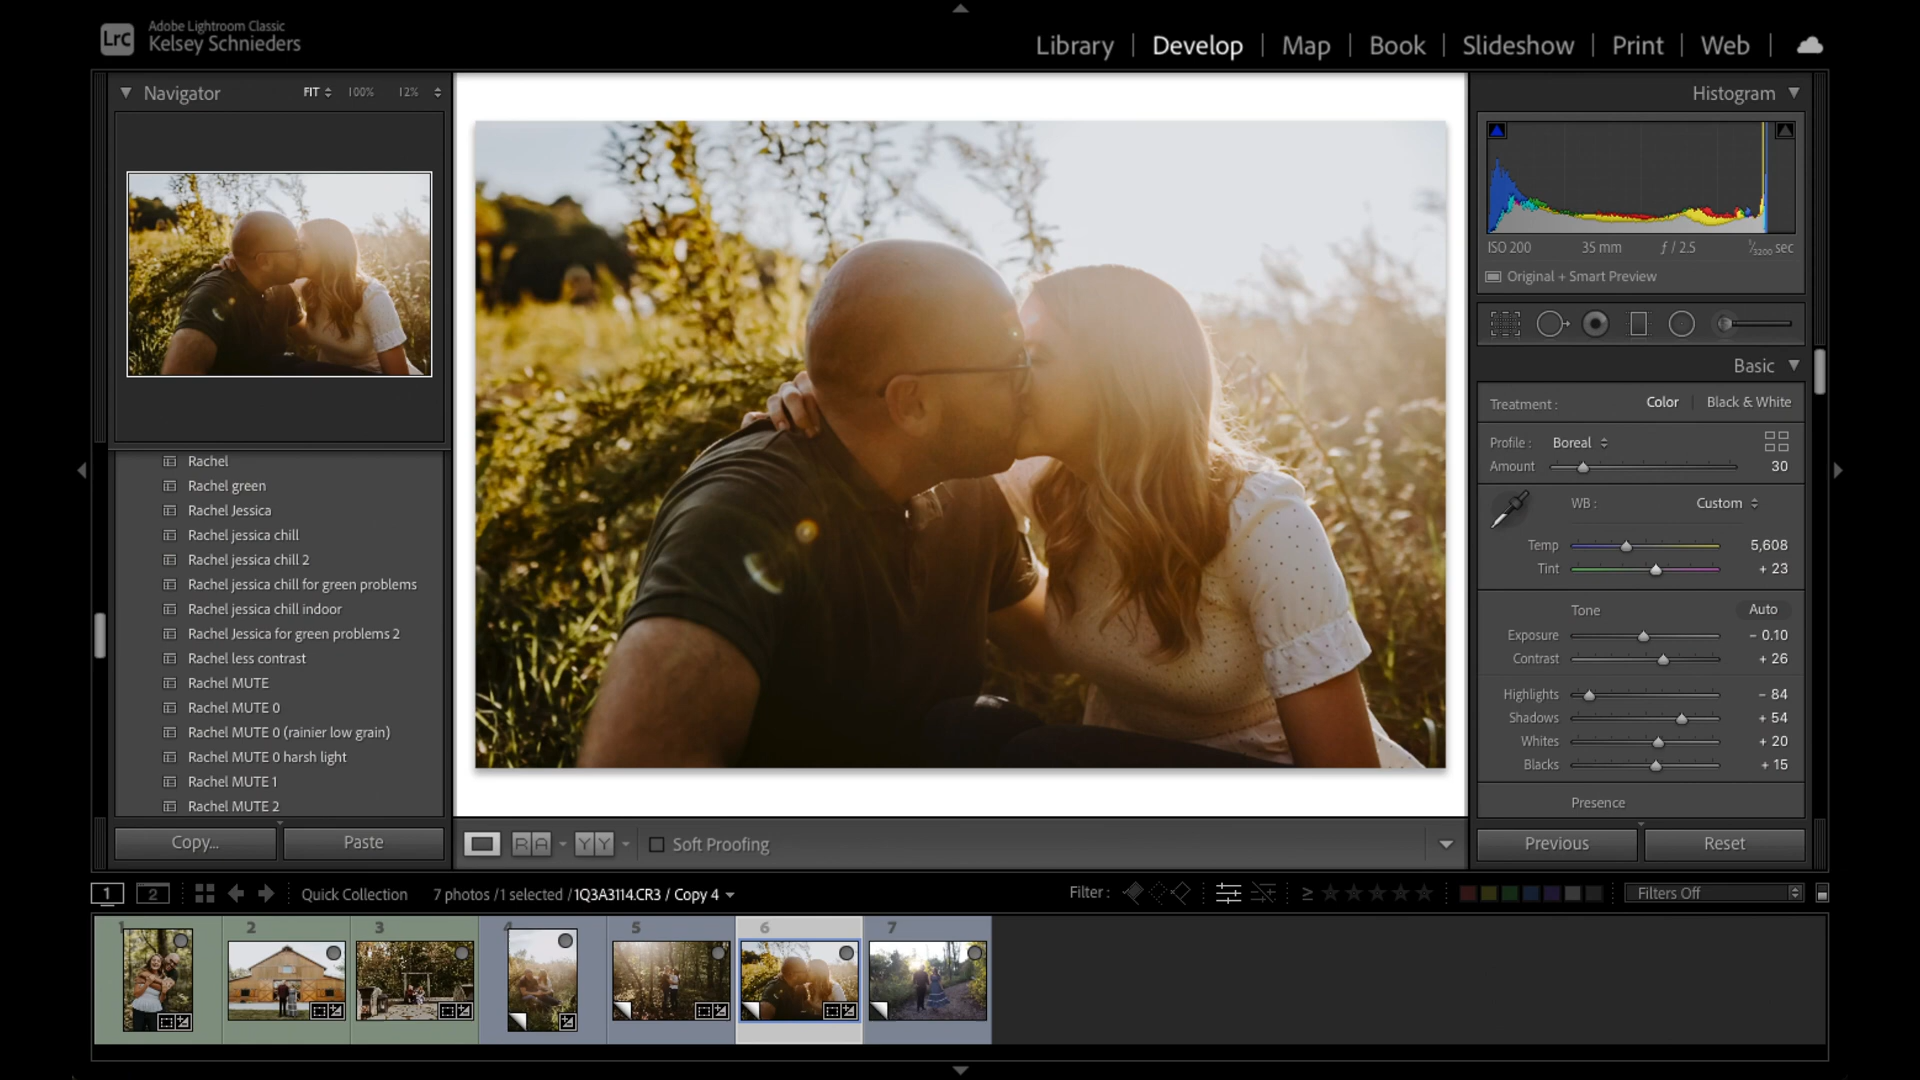 Lrc
Adobe Lightroom Classic
Kelsey Schnieders
Library | Develop | Map | Book | Slideshow | Print | Web |
Navigator FIT 100% 12%
Rachel
Rachel green
Rachel Jessica
Rachel jessica chill
Rachel jessica chill 2
Rachel jessica chill for green problems
Rachel jessica chill indoor
Rachel Jessica for green problems 2
Rachel less contrast
Rachel MUTE
Rachel MUTE 0
Rachel MUTE 0 (rainier low grain)
Rachel MUTE 0 harsh light
Rachel MUTE 1
Rachel MUTE 2
Copy... Paste
RA YY Soft Proofing
Histogram
ISO 200 35 mm ƒ / 2.5 1/3200 sec
Original + Smart Preview
Basic
Treatment : Color | Black & White
Profile : Boreal
Amount 30
WB : Custom
Temp 5,608
Tint + 23
Tone Auto
Exposure − 0.10
Contrast + 26
Highlights − 84
Shadows + 54
Whites + 20
Blacks + 15
Presence
Previous Reset
1 2 Quick Collection 7 photos / 1 selected / 1Q3A3114.CR3 / Copy 4 Filter : ≥ Filters Off
1 2 3 4 5 6 7